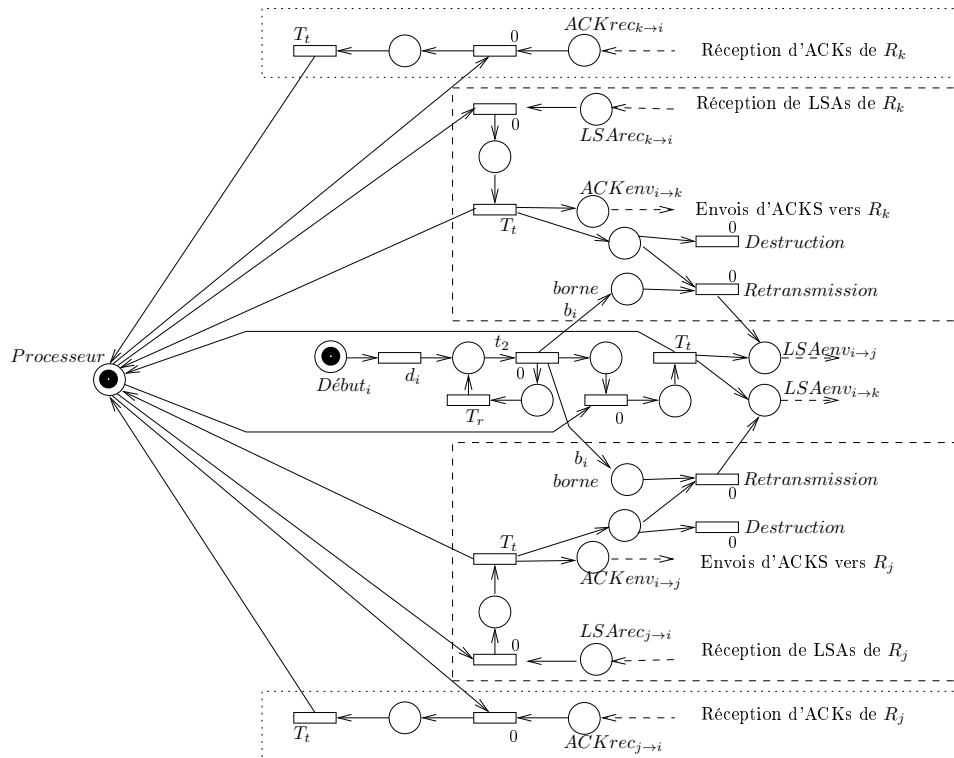 T_t
0
ACKrec_{k→i}
Réception d'ACKs de R_k
0
LSArec_{k→i}
Réception de LSAs de R_k
ACKenv_{i→k}
T_t
Envois d'ACKS vers R_k
0
Destruction
borne
b_i
0
Retransmission
Processeur
Début_i
d_i
t_2
0
T_r
0
T_t
LSAenv_{i→j}
LSAenv_{i→k}
b_i
borne
Retransmission
0
Destruction
0
T_t
ACKenv_{i→j}
Envois d'ACKS vers R_j
0
LSArec_{j→i}
Réception de LSAs de R_j
T_t
0
ACKrec_{j→i}
Réception d'ACKs de R_j